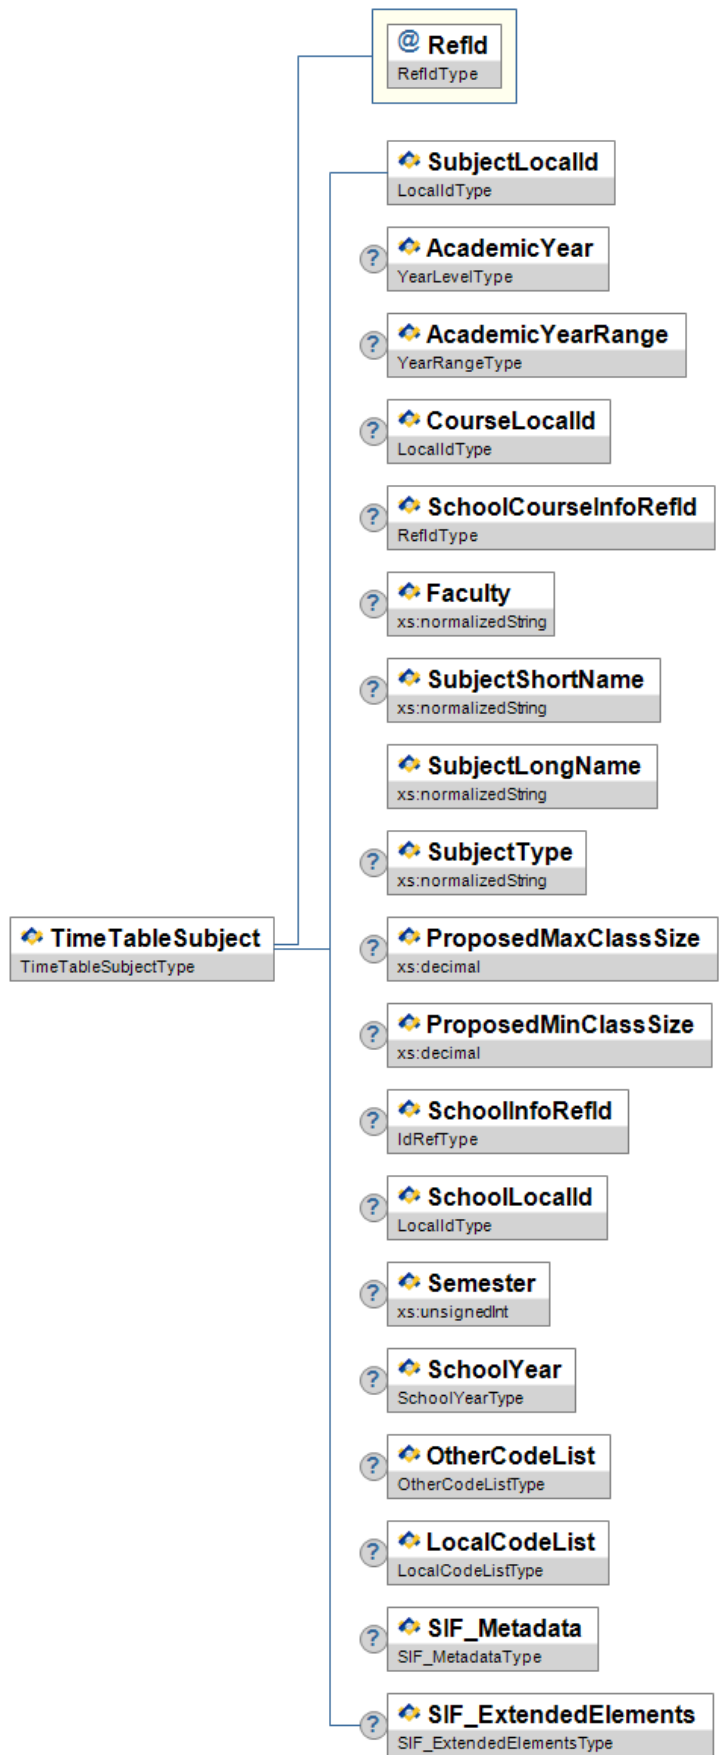 @ RefId
RefIdType
SubjectLocalId
LocalIdType
? AcademicYear
YearLevelType
? AcademicYearRange
YearRangeType
? CourseLocalId
LocalIdType
? SchoolCourseInfoRefId
RefIdType
? Faculty
xs:normalizedString
? SubjectShortName
xs:normalizedString
SubjectLongName
xs:normalizedString
? SubjectType
xs:normalizedString
TimeTableSubject
TimeTableSubjectType
? ProposedMaxClassSize
xs:decimal
? ProposedMinClassSize
xs:decimal
? SchoolInfoRefId
IdRefType
? SchoolLocalId
LocalIdType
? Semester
xs:unsignedInt
? SchoolYear
SchoolYearType
? OtherCodeList
OtherCodeListType
? LocalCodeList
LocalCodeListType
? SIF_Metadata
SIF_MetadataType
? SIF_ExtendedElements
SIF_ExtendedElementsType